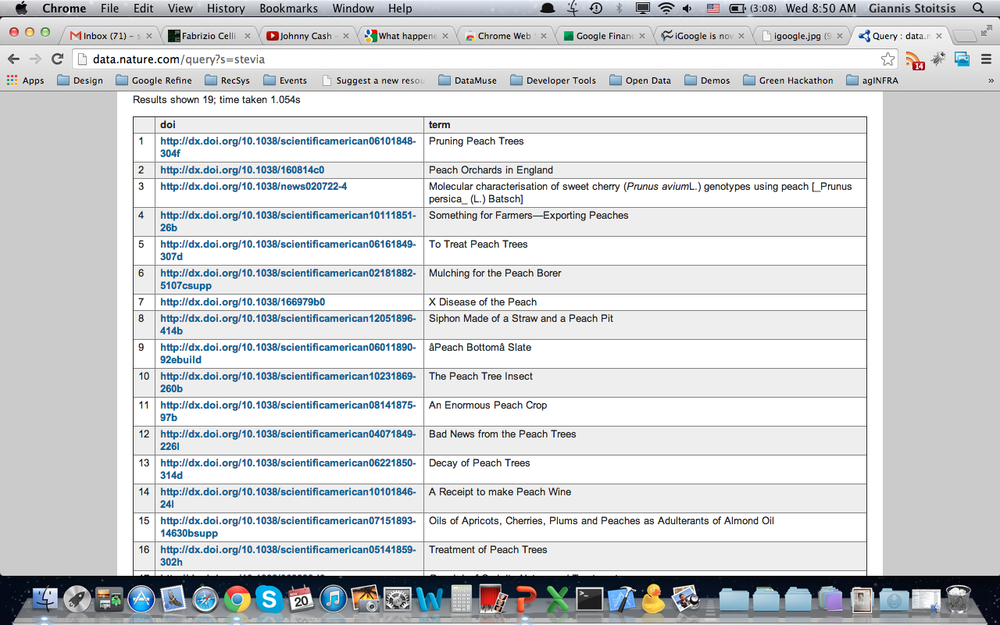 Chrome File Edit View History Bookmarks Window Help (3:08) Wed 8:50 AM Giannis Stoitsis
Inbox (71) – s Fabrizio Celli Johnny Cash – What happene Chrome Web Google Financ iGoogle is now igoogle.jpg (9 Query : data.n
data.nature.com/query?s=stevia 14
Apps Design Google Refine RecSys Events Suggest a new resou DataMuse Developer Tools Open Data Demos Green Hackathon agINFRA »
Results shown 19; time taken 1.054s
doi term
1 http://dx.doi.org/10.1038/scientificamerican06101848- Pruning Peach Trees
304f
2 http://dx.doi.org/10.1038/160814c0 Peach Orchards in England
3 http://dx.doi.org/10.1038/news020722-4 Molecular characterisation of sweet cherry (Prunus aviumL.) genotypes using peach [_Prunus
persica_ (L.) Batsch]
4 http://dx.doi.org/10.1038/scientificamerican10111851- Something for Farmers—Exporting Peaches
26b
5 http://dx.doi.org/10.1038/scientificamerican06161849- To Treat Peach Trees
307d
6 http://dx.doi.org/10.1038/scientificamerican02181882- Mulching for the Peach Borer
5107csupp
7 http://dx.doi.org/10.1038/166979b0 X Disease of the Peach
8 http://dx.doi.org/10.1038/scientificamerican12051896- Siphon Made of a Straw and a Peach Pit
414b
9 http://dx.doi.org/10.1038/scientificamerican06011890- âPeach Bottomâ Slate
92ebuild
10 http://dx.doi.org/10.1038/scientificamerican10231869- The Peach Tree Insect
260b
11 http://dx.doi.org/10.1038/scientificamerican08141875- An Enormous Peach Crop
97b
12 http://dx.doi.org/10.1038/scientificamerican04071849- Bad News from the Peach Trees
226l
13 http://dx.doi.org/10.1038/scientificamerican06221850- Decay of Peach Trees
314d
14 http://dx.doi.org/10.1038/scientificamerican10101846- A Receipt to make Peach Wine
24l
15 http://dx.doi.org/10.1038/scientificamerican07151893- Oils of Apricots, Cherries, Plums and Peaches as Adulterants of Almond Oil
14630bsupp
16 http://dx.doi.org/10.1038/scientificamerican05141859- Treatment of Peach Trees
302h
NOV
20